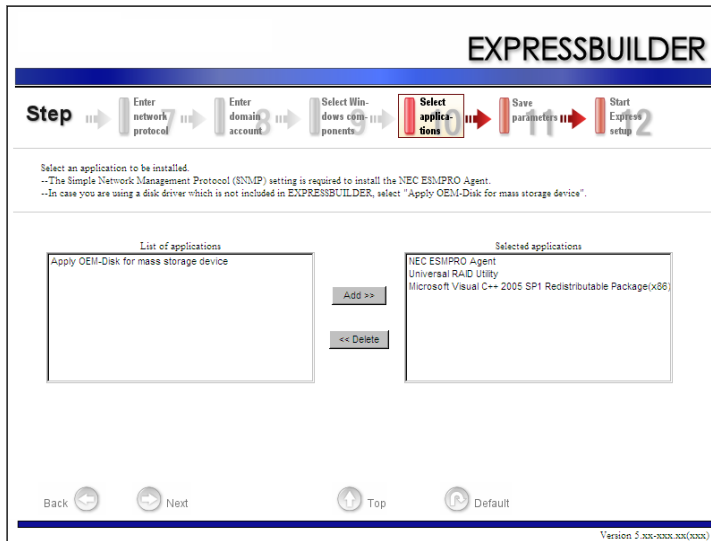 EXPRESSBUILDER
Step
Enter
network
protocol
7
Enter
domain
account
8
Select Win-
dows com-
ponents
9
Select
applica-
tions
10
Save
parameters
11
Start
Express
setup
12
Select an application to be installed.
--The Simple Network Management Protocol (SNMP) setting is required to install the NEC ESMPRO Agent.
--In case you are using a disk driver which is not included in EXPRESSBUILDER, select "Apply OEM-Disk for mass storage device".
List of applications
Apply OEM-Disk for mass storage device
Add >>
<< Delete
Selected applications
NEC ESMPRO Agent
Universal RAID Utility
Microsoft Visual C++ 2005 SP1 Redistributable Package(x86)
Back
Next
Top
Default
Version 5.xx-xxx.xx(xxx)